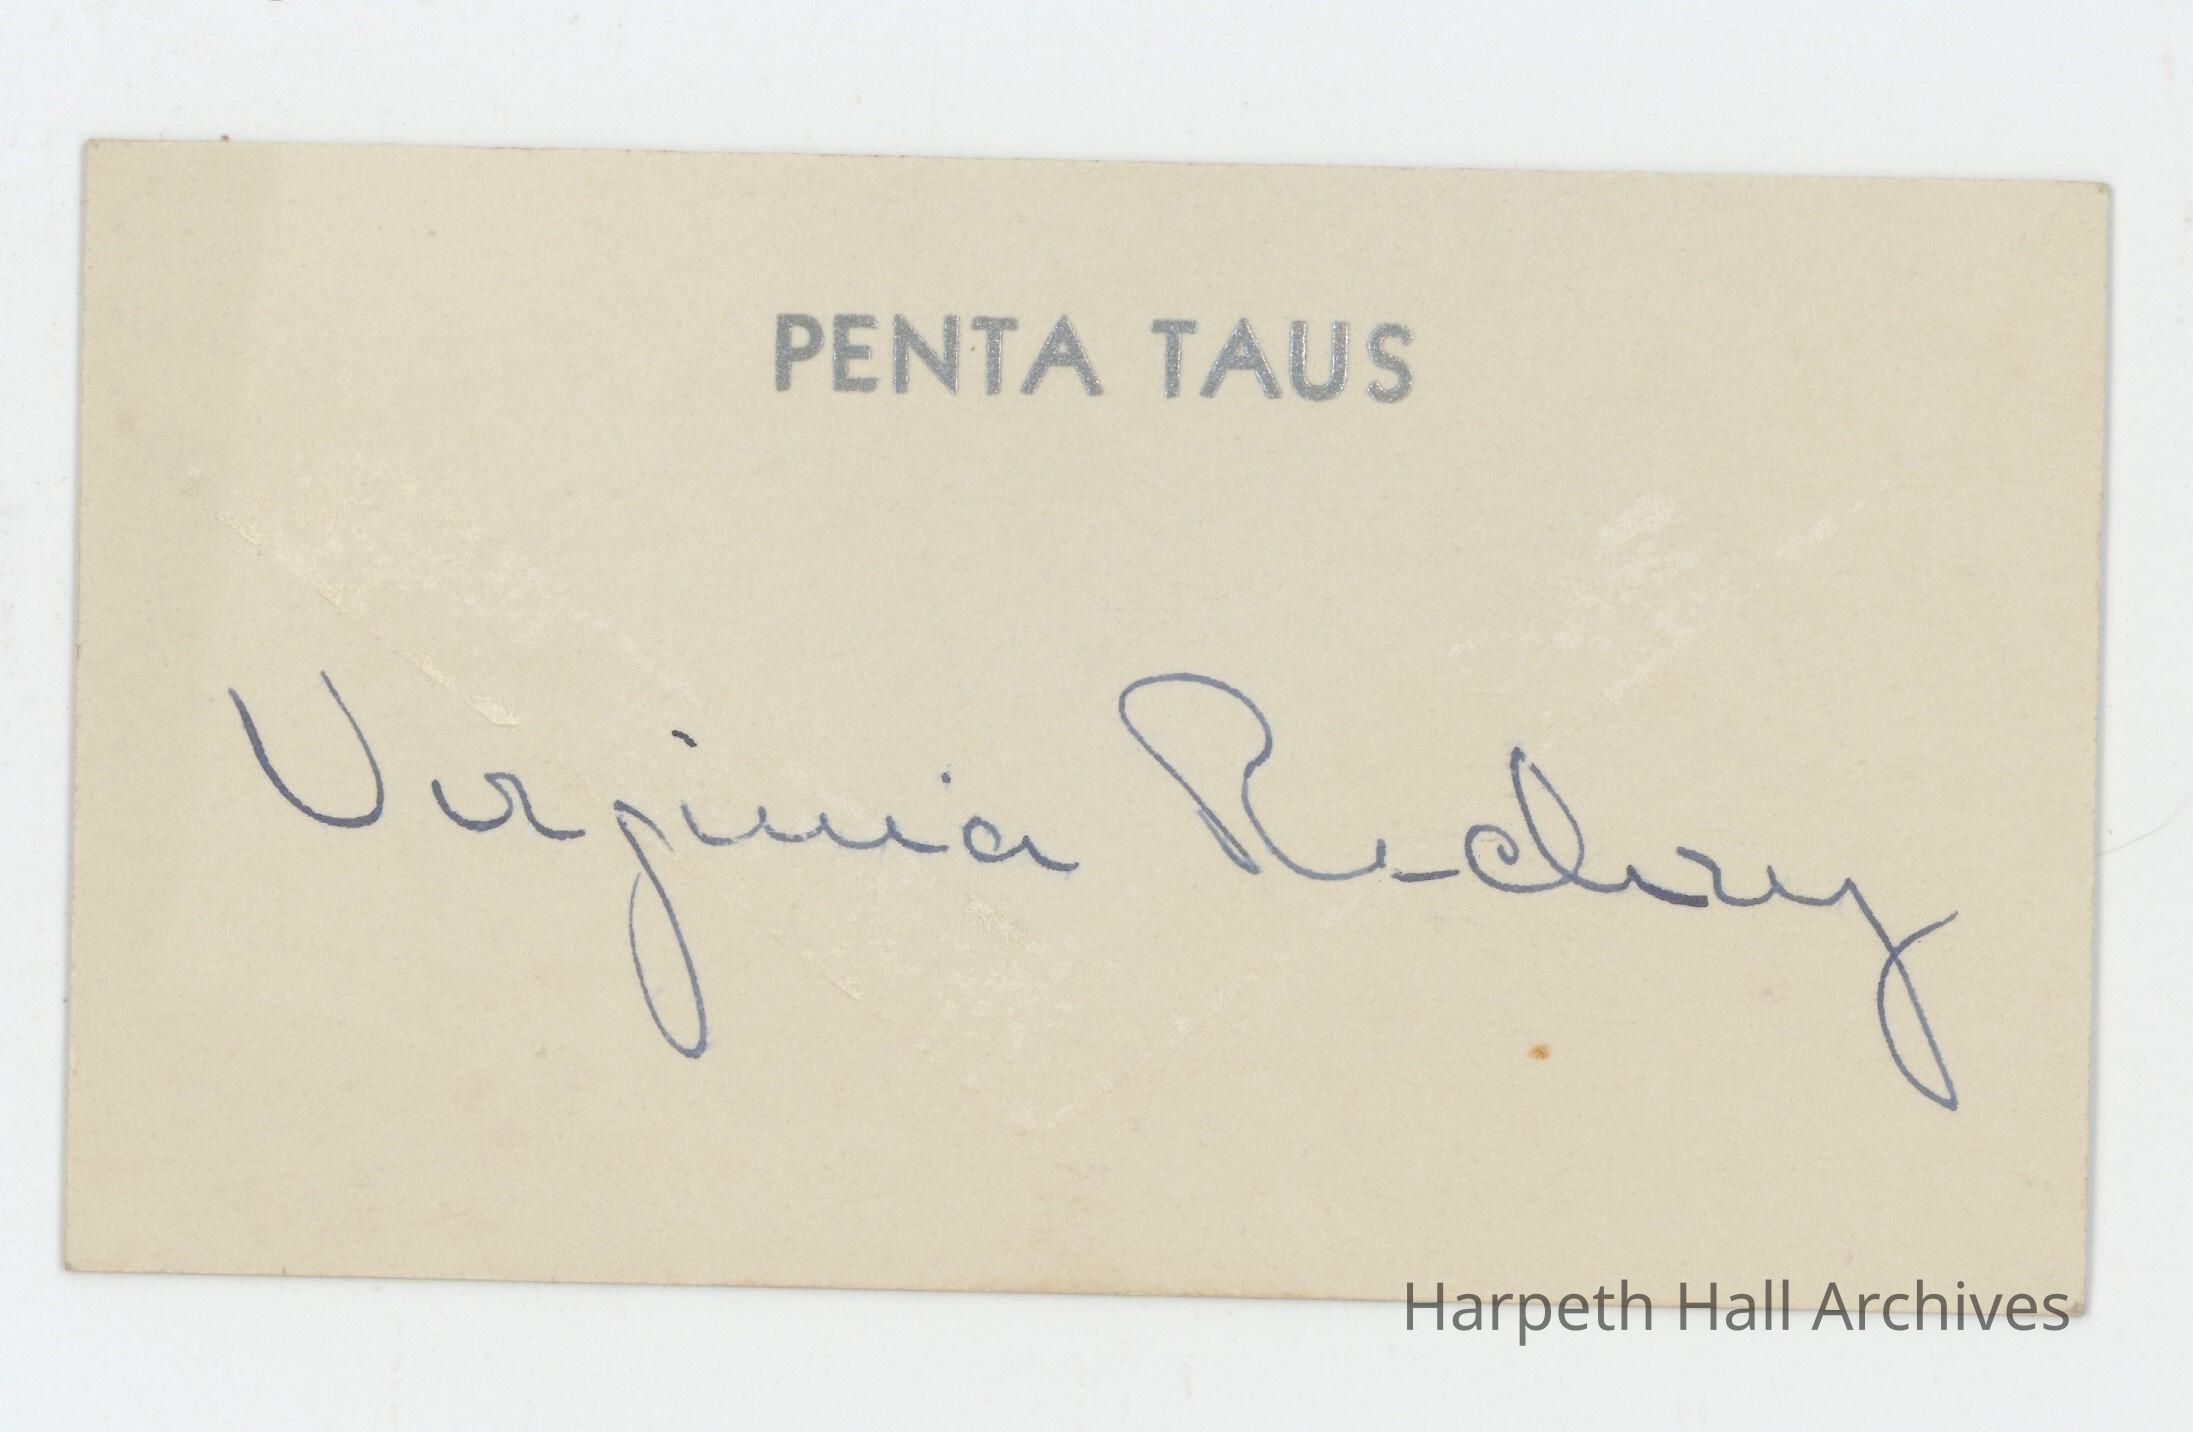 PENTA TAUS
Virginia
Harpeth Hall Archives